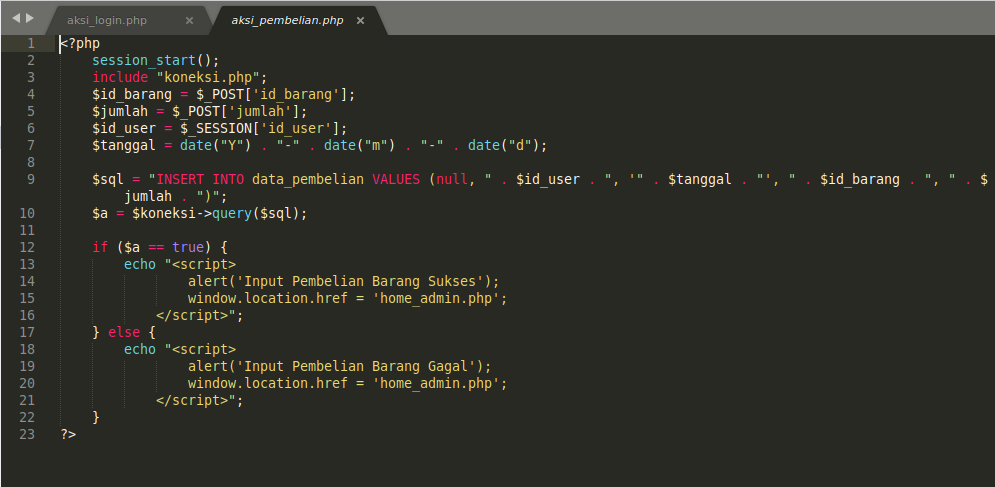 aksi_login.php × aksi_pembelian.php ×
1 <?php
2 session_start();
3 include "koneksi.php";
4 $id_barang = $_POST['id_barang'];
5 $jumlah = $_POST['jumlah'];
6 $id_user = $_SESSION['id_user'];
7 $tanggal = date("Y") . "-" . date("m") . "-" . date("d");
8
9 $sql = "INSERT INTO data_pembelian VALUES (null, " . $id_user . ", '" . $tanggal . "', " . $id_barang . ", " . $
jumlah . ")";
10 $a = $koneksi->query($sql);
11
12 if ($a == true) {
13 echo "<script>
14 alert('Input Pembelian Barang Sukses');
15 window.location.href = 'home_admin.php';
16 </script>";
17 } else {
18 echo "<script>
19 alert('Input Pembelian Barang Gagal');
20 window.location.href = 'home_admin.php';
21 </script>";
22 }
23 ?>